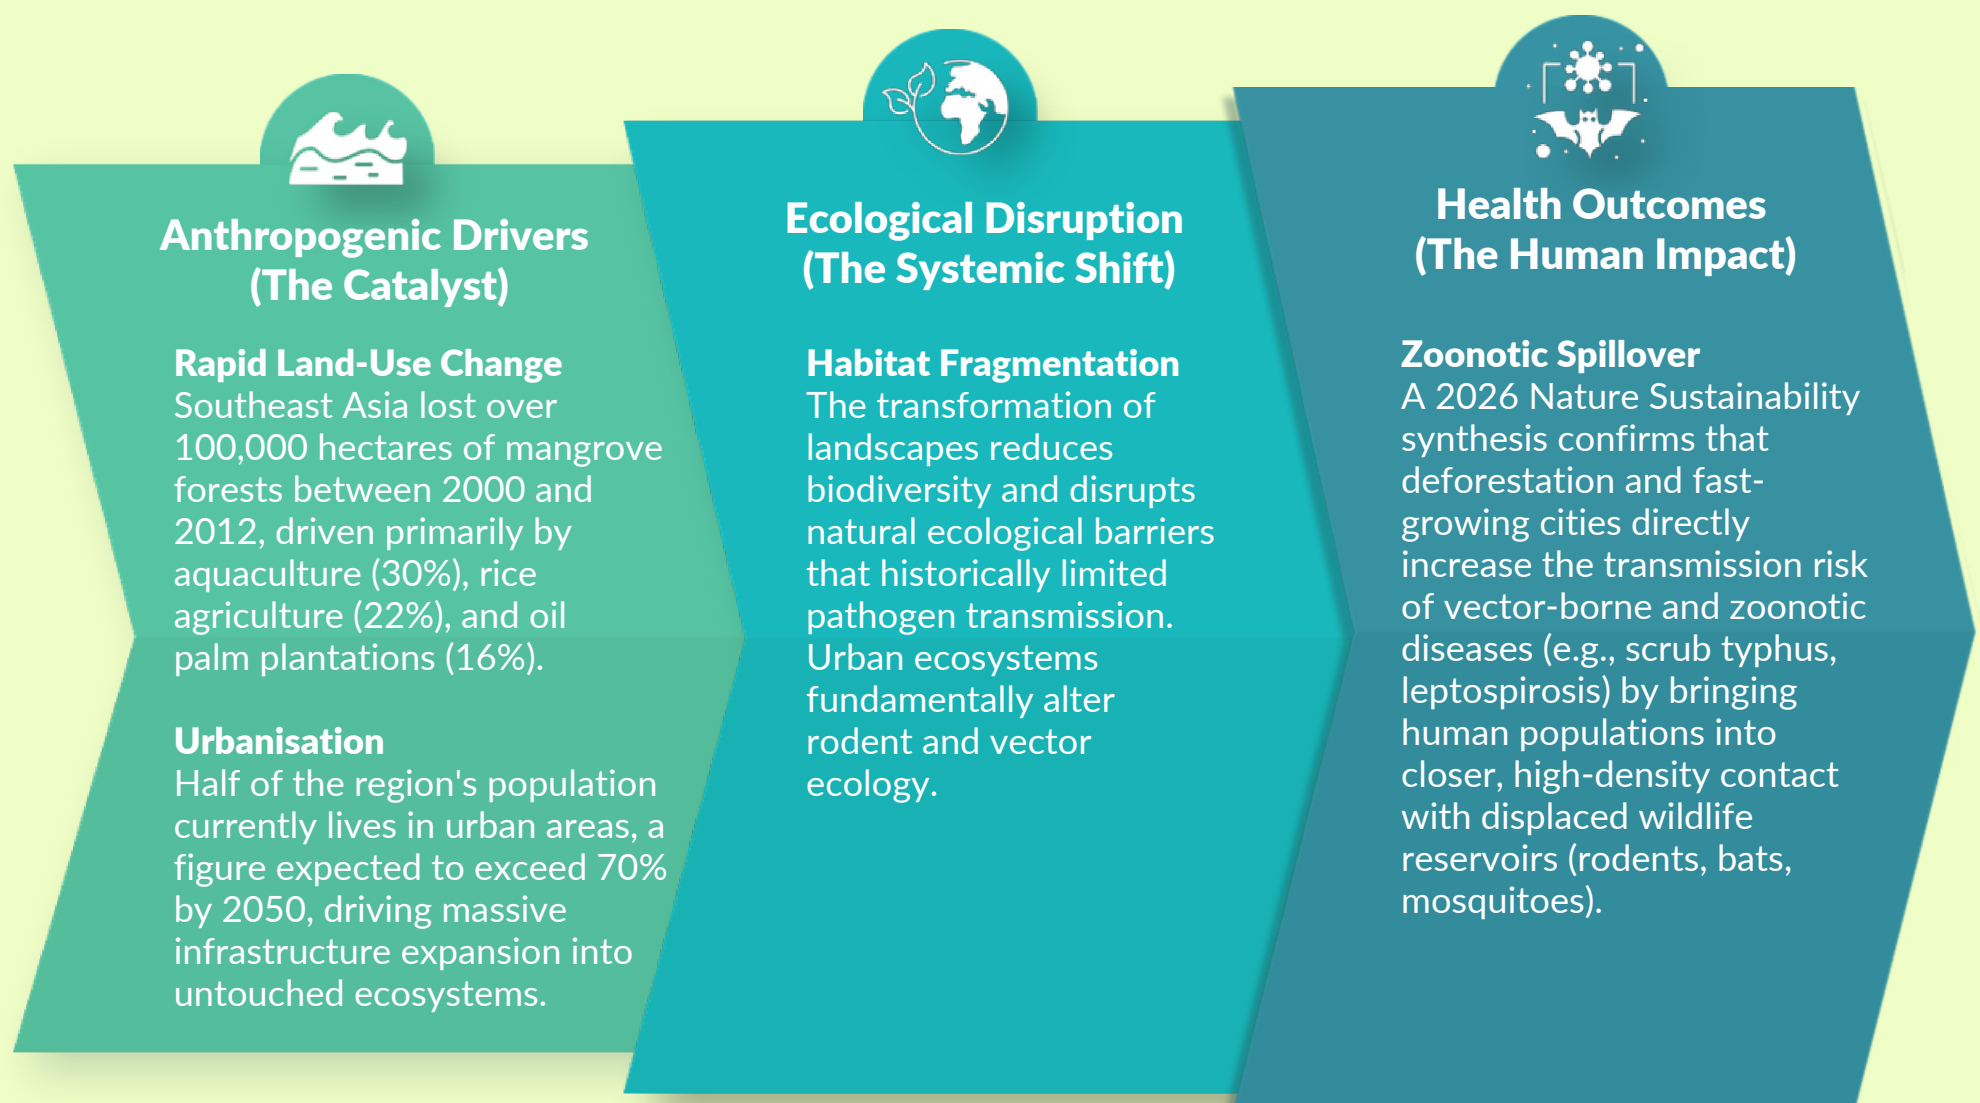 Anthropogenic Drivers
(The Catalyst)
Rapid Land-Use Change
Southeast Asia lost over
100,000 hectares of mangrove
forests between 2000 and
2012, driven primarily by
aquaculture (30%), rice
agriculture (22%), and oil
palm plantations (16%).
Urbanisation
Half of the region's population
currently lives in urban areas, a
figure expected to exceed 70%
by 2050, driving massive
infrastructure expansion into
untouched ecosystems.
Ecological Disruption
(The Systemic Shift)
Habitat Fragmentation
The transformation of
landscapes reduces
biodiversity and disrupts
natural ecological barriers
that historically limited
pathogen transmission.
Urban ecosystems
fundamentally alter
rodent and vector
ecology.
Health Outcomes
(The Human Impact)
Zoonotic Spillover
A 2026 Nature Sustainability
synthesis confirms that
deforestation and fast-
growing cities directly
increase the transmission risk
of vector-borne and zoonotic
diseases (e.g., scrub typhus,
leptospirosis) by bringing
human populations into
closer, high-density contact
with displaced wildlife
reservoirs (rodents, bats,
mosquitoes).